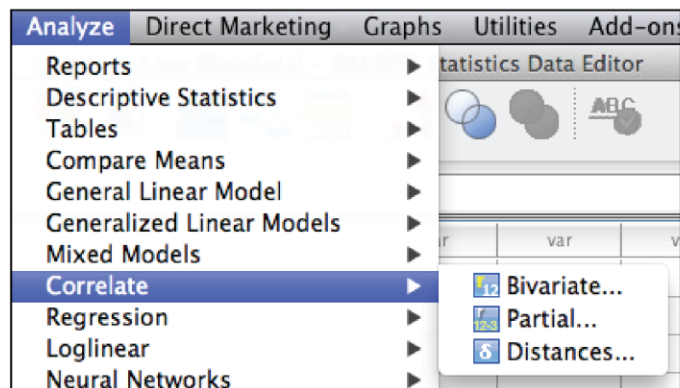 Analyze Direct Marketing Graphs Utilities Add-ons
Reports
tatistics Data Editor
Descriptive Statistics
Tables
Compare Means
General Linear Model
Generalized Linear Models
Mixed Models
var
Correlate
Bivariate...
Regression
Partial...
Loglinear
Distances...
Neural Networks